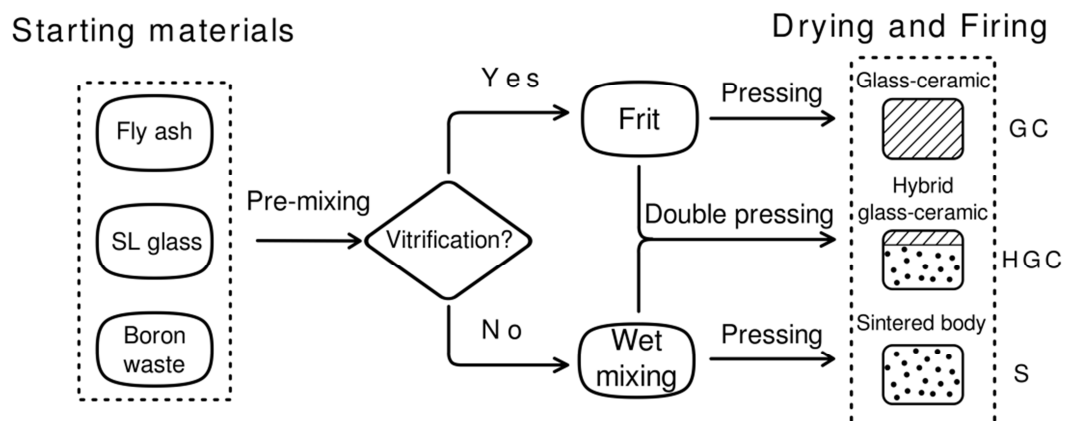 Starting materials
Drying and Firing
Fly ash
SL glass
Boron
waste
Pre-mixing
Vitrification?
Yes
No
Frit
Wet
mixing
Pressing
Double pressing
Pressing
Glass-ceramic
GC
Hybrid
glass-ceramic
HGC
Sintered body
S